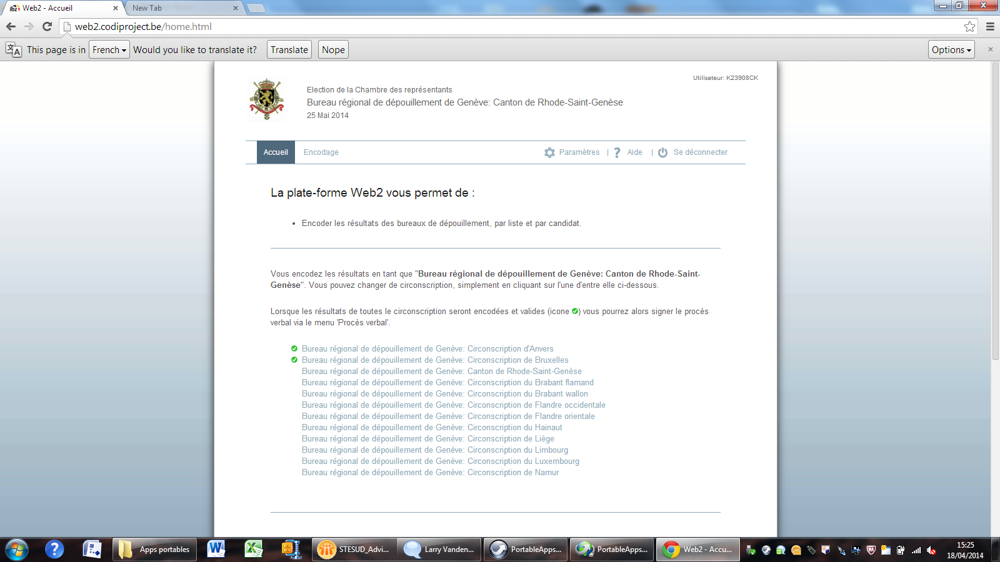 Web2 - Accueil
New Tab
web2.codiproject.be/home.html
This page is in French Would you like to translate it? Translate Nope Options
Utilisateur: K23908CK
Election de la Chambre des représentants
Bureau régional de dépouillement de Genève: Canton de Rhode-Saint-Genèse
25 Mai 2014
Accueil Encodage Paramètres | Aide | Se déconnecter
La plate-forme Web2 vous permet de :
• Encoder les résultats des bureaux de dépouillement, par liste et par candidat.
Vous encodez les résultats en tant que "Bureau régional de dépouillement de Genève: Canton de Rhode-Saint-
Genèse". Vous pouvez changer de circonscription, simplement en cliquant sur l'une d'entre elle ci-dessous.
Lorsque les résultats de toutes le circonscription seront encodées et valides (icone ) vous pourrez alors signer le procès
verbal via le menu 'Procès verbal'.
Bureau régional de dépouillement de Genève: Circonscription d'Anvers
Bureau régional de dépouillement de Genève: Circonscription de Bruxelles
Bureau régional de dépouillement de Genève: Canton de Rhode-Saint-Genèse
Bureau régional de dépouillement de Genève: Circonscription du Brabant flamand
Bureau régional de dépouillement de Genève: Circonscription du Brabant wallon
Bureau régional de dépouillement de Genève: Circonscription de Flandre occidentale
Bureau régional de dépouillement de Genève: Circonscription de Flandre orientale
Bureau régional de dépouillement de Genève: Circonscription du Hainaut
Bureau régional de dépouillement de Genève: Circonscription de Liège
Bureau régional de dépouillement de Genève: Circonscription du Limbourg
Bureau régional de dépouillement de Genève: Circonscription du Luxembourg
Bureau régional de dépouillement de Genève: Circonscription de Namur
Apps portables
STESUD_Advi...
Larry Vanden...
PortableApps...
PortableApps...
Web2 - Accu...
15:25
18/04/2014